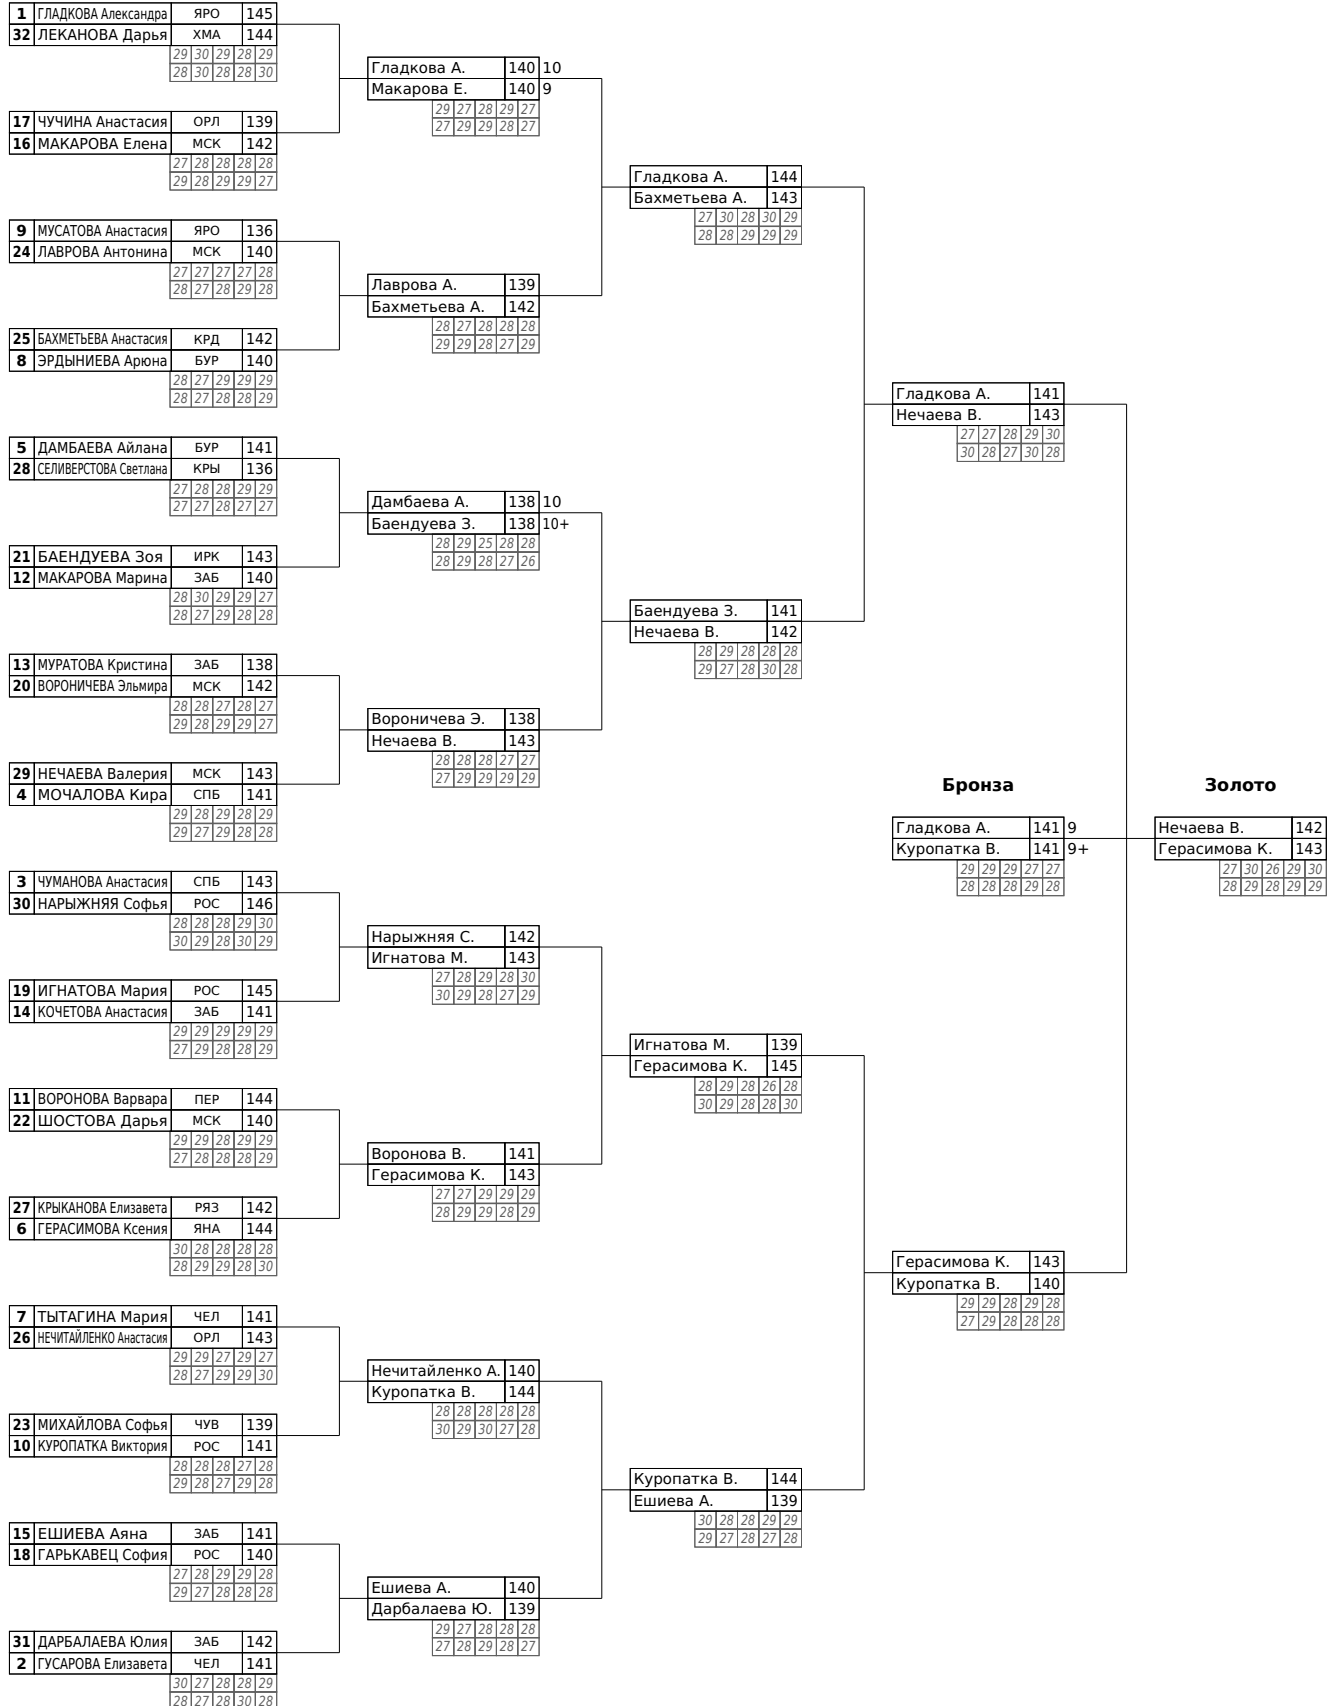 1 ГЛАДКОВА Александра ЯРО 145
32 ЛЕКАНОВА Дарья ХМА 144
29 30 29 28 29
28 30 28 28 30
17 ЧУЧИНА Анастасия ОРЛ 139
16 МАКАРОВА Елена МСК 142
27 28 28 28 28
29 28 29 29 27
9 МУСАТОВА Анастасия ЯРО 136
24 ЛАВРОВА Антонина МСК 140
27 27 27 27 28
28 27 28 29 28
25 БАХМЕТЬЕВА Анастасия КРД 142
8 ЭРДЫНИЕВА Арюна БУР 140
28 27 29 29 29
28 27 28 28 29
5 ДАМБАЕВА Айлана БУР 141
28 СЕЛИВЕРСТОВА Светлана КРЫ 136
27 28 28 29 29
27 27 28 27 27
21 БАЕНДУЕВА Зоя ИРК 143
12 МАКАРОВА Марина ЗАБ 140
28 30 29 29 27
28 27 29 28 28
13 МУРАТОВА Кристина ЗАБ 138
20 ВОРОНИЧЕВА Эльмира МСК 142
28 28 27 28 27
29 28 29 29 27
29 НЕЧАЕВА Валерия МСК 143
4 МОЧАЛОВА Кира СПБ 141
29 28 29 28 29
29 27 29 28 28
3 ЧУМАНОВА Анастасия СПБ 143
30 НАРЫЖНЯЯ Софья РОС 146
28 28 28 29 30
30 29 28 30 29
19 ИГНАТОВА Мария РОС 145
14 КОЧЕТОВА Анастасия ЗАБ 141
29 29 29 29 29
27 29 28 28 29
11 ВОРОНОВА Варвара ПЕР 144
22 ШОСТОВА Дарья МСК 140
29 29 28 29 29
27 28 28 28 29
27 КРЫКАНОВА Елизавета РЯЗ 142
6 ГЕРАСИМОВА Ксения ЯНА 144
30 28 28 28 28
28 29 29 28 30
7 ТЫТАГИНА Мария ЧЕЛ 141
26 НЕЧИТАЙЛЕНКО Анастасия ОРЛ 143
29 29 27 29 27
28 27 29 29 30
23 МИХАЙЛОВА Софья ЧУВ 139
10 КУРОПАТКА Виктория РОС 141
28 28 28 27 28
29 28 27 29 28
15 ЕШИЕВА Аяна ЗАБ 141
18 ГАРЬКАВЕЦ София РОС 140
27 28 29 29 28
29 27 28 28 28
31 ДАРБАЛАЕВА Юлия ЗАБ 142
2 ГУСАРОВА Елизавета ЧЕЛ 141
30 27 28 28 29
28 27 28 30 28
Гладкова А. 140 10
Макарова Е. 140 9
29 27 28 29 27
27 29 29 28 27
Лаврова А. 139
Бахметьева А. 142
28 27 28 28 28
29 29 28 27 29
Дамбаева А. 138 10
Баендуева З. 138 10+
28 29 25 28 28
28 29 28 27 26
Вороничева Э. 138
Нечаева В. 143
28 28 28 27 27
27 29 29 29 29
Нарыжняя С. 142
Игнатова М. 143
27 28 29 28 30
30 29 28 27 29
Воронова В. 141
Герасимова К. 143
27 27 29 29 29
28 29 29 28 29
Нечитайленко А. 140
Куропатка В. 144
28 28 28 28 28
30 29 30 27 28
Ешиева А. 140
Дарбалаева Ю. 139
29 27 28 28 28
27 28 29 28 27
Гладкова А. 144
Бахметьева А. 143
27 30 28 30 29
28 28 29 29 29
Баендуева З. 141
Нечаева В. 142
28 29 28 28 28
29 27 28 30 28
Игнатова М. 139
Герасимова К. 145
28 29 28 26 28
30 29 28 28 30
Куропатка В. 144
Ешиева А. 139
30 28 28 29 29
29 27 28 27 28
Гладкова А. 141
Нечаева В. 143
27 27 28 29 30
30 28 27 30 28
Герасимова К. 143
Куропатка В. 140
29 29 28 29 28
27 29 28 28 28
Бронза
Гладкова А. 141 9
Куропатка В. 141 9+
29 29 29 27 27
28 28 28 29 28
Золото
Нечаева В. 142
Герасимова К. 143
27 30 26 29 30
28 29 28 29 29